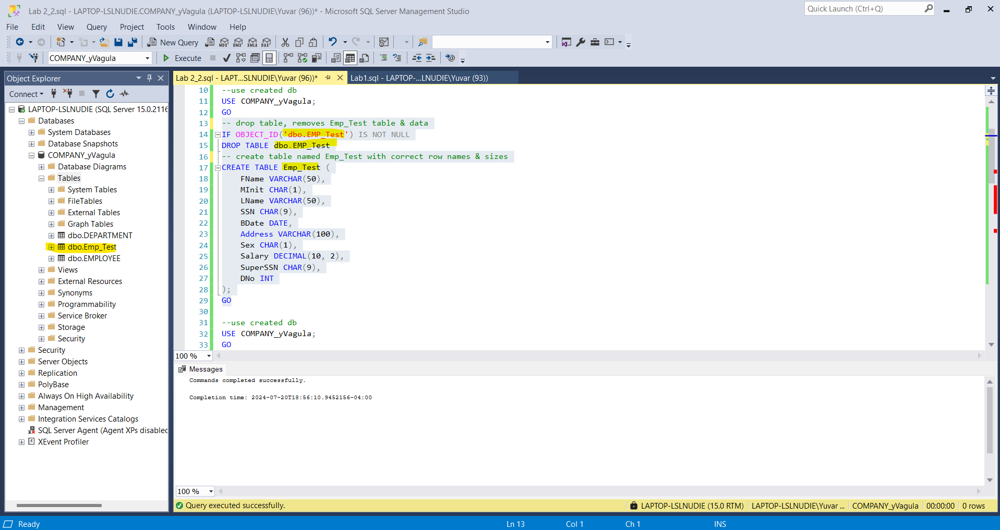 Lab 2_2.sql - LAPTOP-LSLNUDIE.COMPANY_yVagula (LAPTOP-LSLNUDIE\Yuvar (96))* - Microsoft SQL Server Management Studio
Quick Launch (Ctrl+Q)
File Edit View Query Project Tools Window Help
New Query MDX DMX XMLA DAX
COMPANY_yVagula Execute
Object Explorer
Connect
LAPTOP-LSLNUDIE (SQL Server 15.0.2116
Databases
System Databases
Database Snapshots
COMPANY_yVagula
Database Diagrams
Tables
System Tables
FileTables
External Tables
Graph Tables
dbo.DEPARTMENT
dbo.Emp_Test
dbo.EMPLOYEE
Views
External Resources
Synonyms
Programmability
Service Broker
Storage
Security
Security
Server Objects
Replication
PolyBase
Always On High Availability
Management
Integration Services Catalogs
SQL Server Agent (Agent XPs disabled
XEvent Profiler
Lab 2_2.sql - LAPT...SLNUDIE\Yuvar (96))* Lab1.sql - LAPTOP-...LNUDIE\Yuvar (93))
10 --use created db
11 USE COMPANY_yVagula;
12 GO
13 -- drop table, removes Emp_Test table & data
14 IF OBJECT_ID('dbo.EMP_Test') IS NOT NULL
15 DROP TABLE dbo.EMP_Test
16 -- create table named Emp_Test with correct row names & sizes
17 CREATE TABLE Emp_Test (
18 FName VARCHAR(50),
19 MInit CHAR(1),
20 LName VARCHAR(50),
21 SSN CHAR(9),
22 BDate DATE,
23 Address VARCHAR(100),
24 Sex CHAR(1),
25 Salary DECIMAL(10, 2),
26 SuperSSN CHAR(9),
27 DNo INT
28 );
29 GO
30
31 --use created db
32 USE COMPANY_yVagula;
33 GO
100 %
Messages
Commands completed successfully.
Completion time: 2024-07-20T18:56:10.9452156-04:00
100 %
Query executed successfully. LAPTOP-LSLNUDIE (15.0 RTM) LAPTOP-LSLNUDIE\Yuvar ... COMPANY_yVagula 00:00:00 0 rows
Ready Ln 13 Col 1 Ch 1 INS